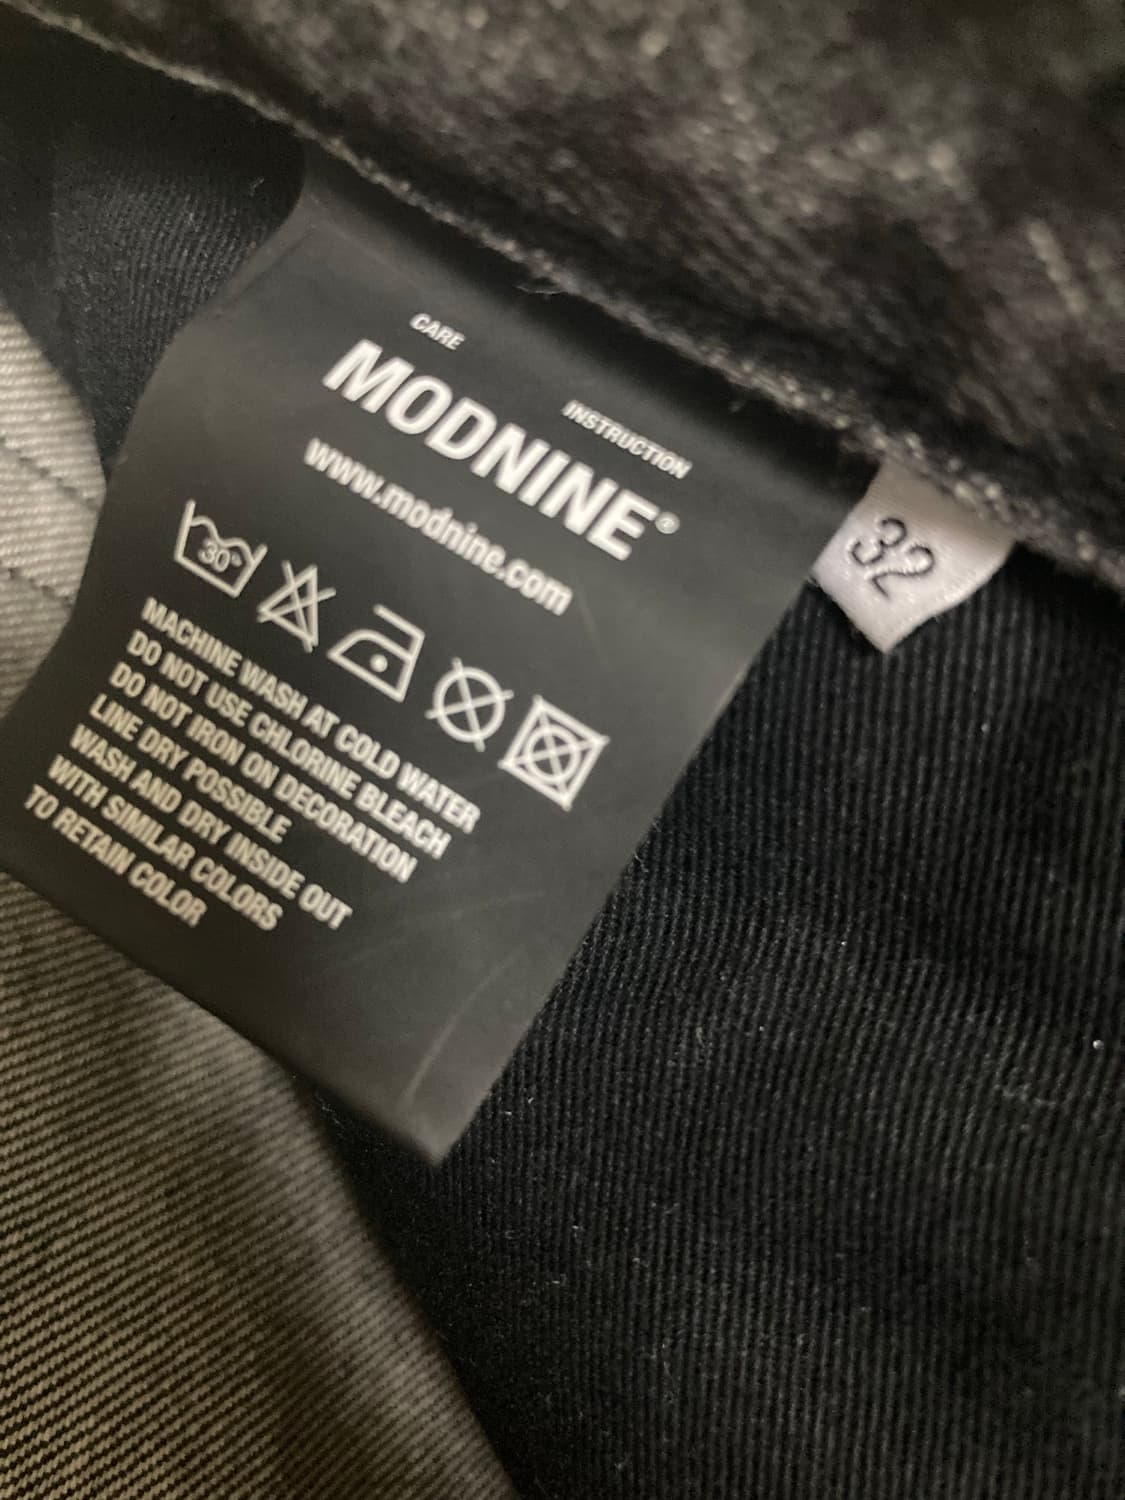 CARE
INSTRUCTION
MODNINE®
www.modnine.com
30°
MACHINE WASH AT COLD WATER
DO NOT USE CHLORINE BLEACH
DO NOT IRON ON DECORATION
LINE DRY POSSIBLE
WASH AND DRY INSIDE OUT
WITH SIMILAR COLORS
TO RETAIN COLOR
32